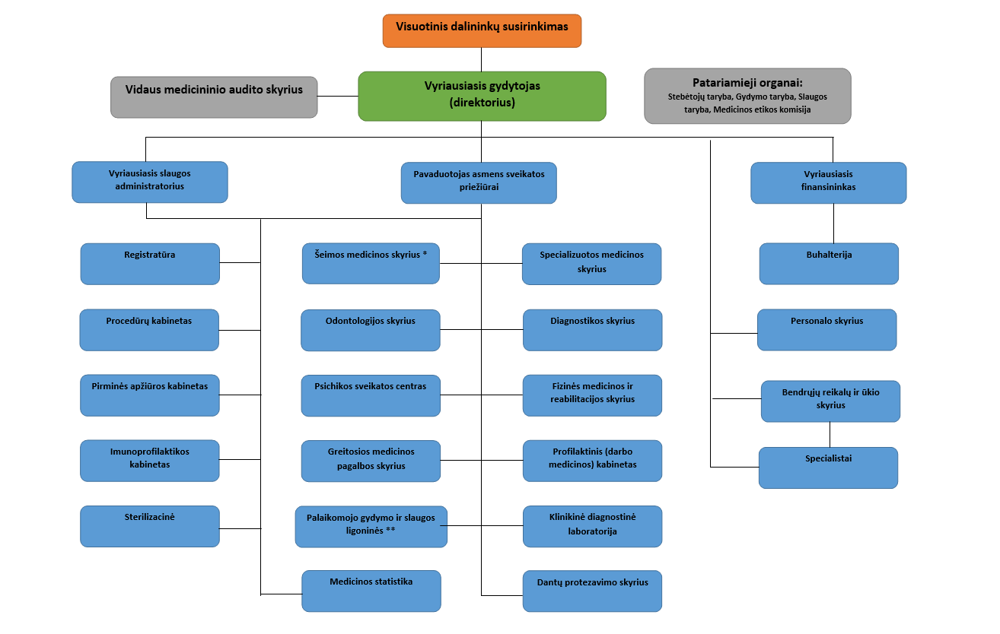 Visuotinis dalininkų susirinkimas
Vidaus medicininio audito skyrius
Vyriausiasis gydytojas
(direktorius)
Patariamieji organai:
Stebėtojų taryba, Gydymo taryba, Slaugos
taryba, Medicinos etikos komisija
Vyriausiasis slaugos
administratorius
Pavaduotojas asmens sveikatos
priežiūrai
Vyriausiasis
finansininkas
Registratūra
Šeimos medicinos skyrius *
Specializuotos medicinos
skyrius
Buhalterija
Procedūrų kabinetas
Odontologijos skyrius
Diagnostikos skyrius
Personalo skyrius
Pirminės apžiūros kabinetas
Psichikos sveikatos centras
Fizinės medicinos ir
reabilitacijos skyrius
Bendrųjų reikalų ir ūkio
skyrius
Imunoprofilaktikos
kabinetas
Greitosios medicinos
pagalbos skyrius
Profilaktinis (darbo
medicinos) kabinetas
Specialistai
Sterilizacinė
Palaikomojo gydymo ir slaugos
ligoninės **
Klinikinė diagnostinė
laboratorija
Medicinos statistika
Dantų protezavimo skyrius